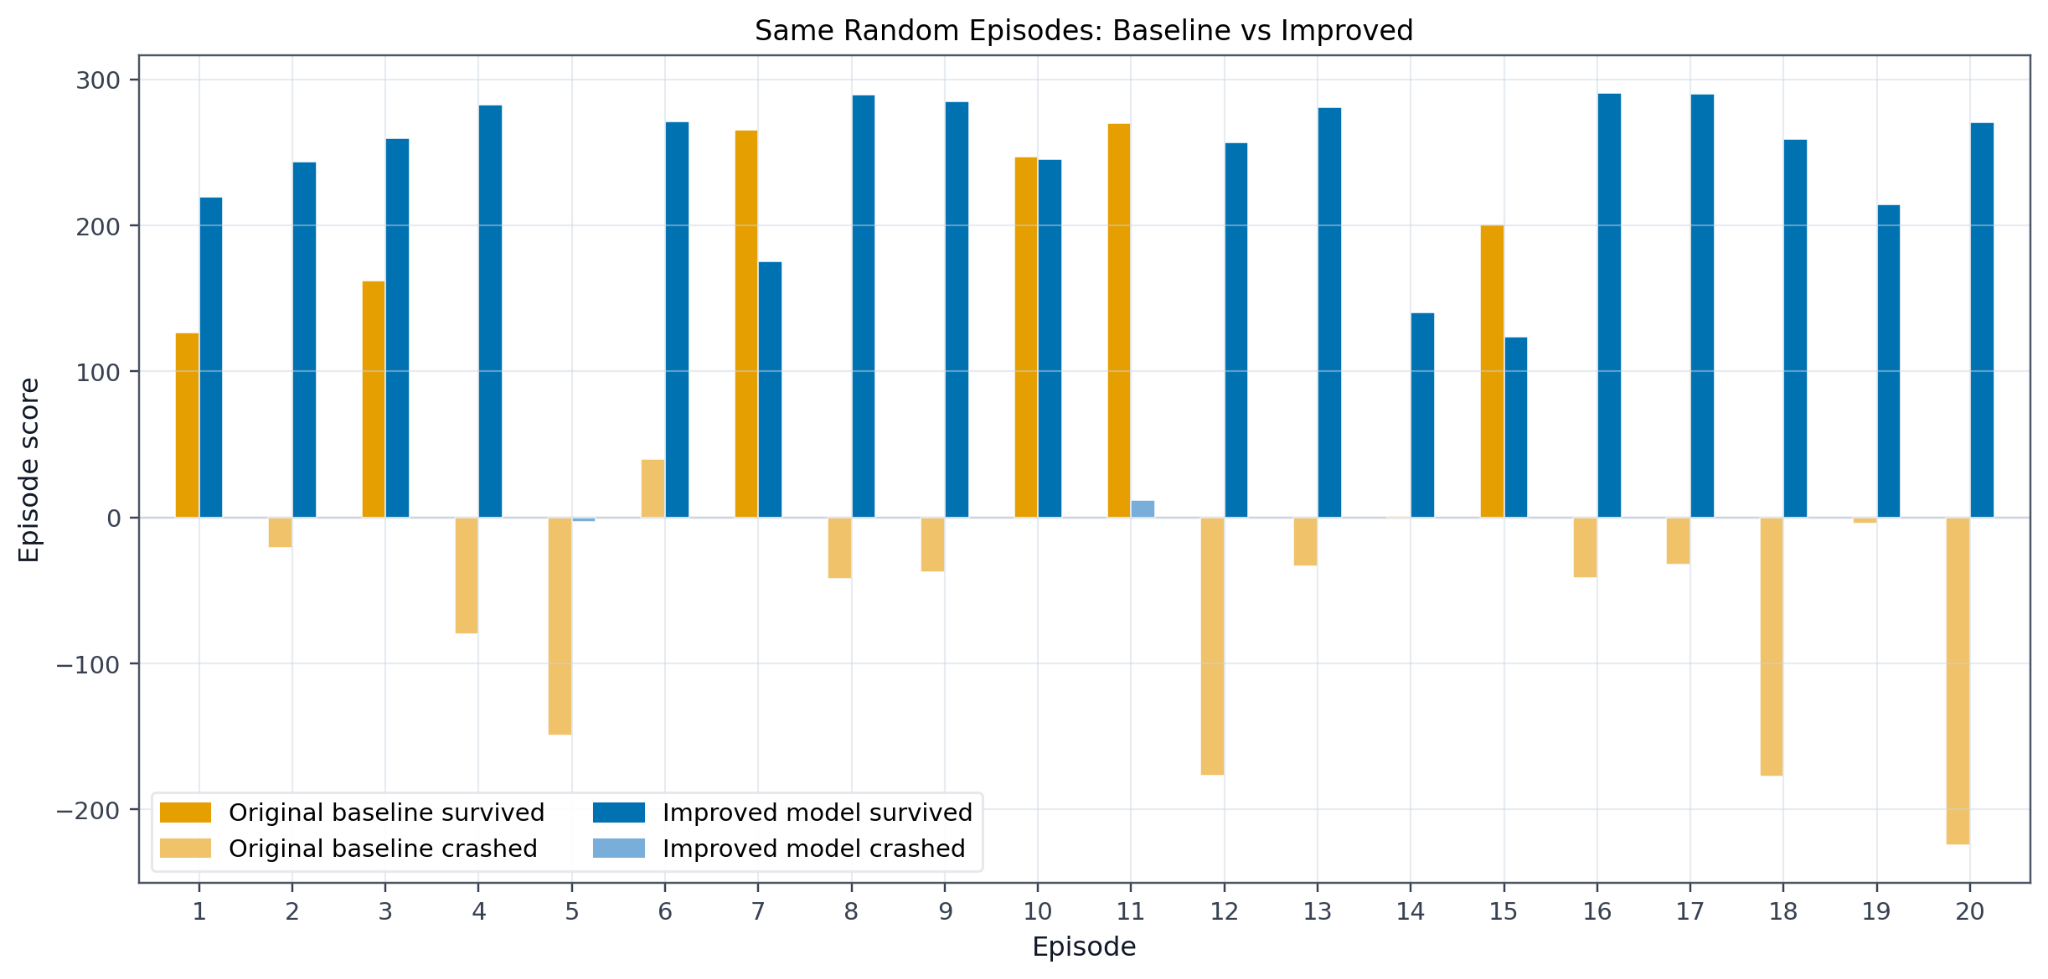 Same Random Episodes: Baseline vs Improved
300
200
100
0
−100
−200
Episode score
Original baseline survived
Original baseline crashed
Improved model survived
Improved model crashed
1 2 3 4 5 6 7 8 9 10 11 12 13 14 15 16 17 18 19 20
Episode